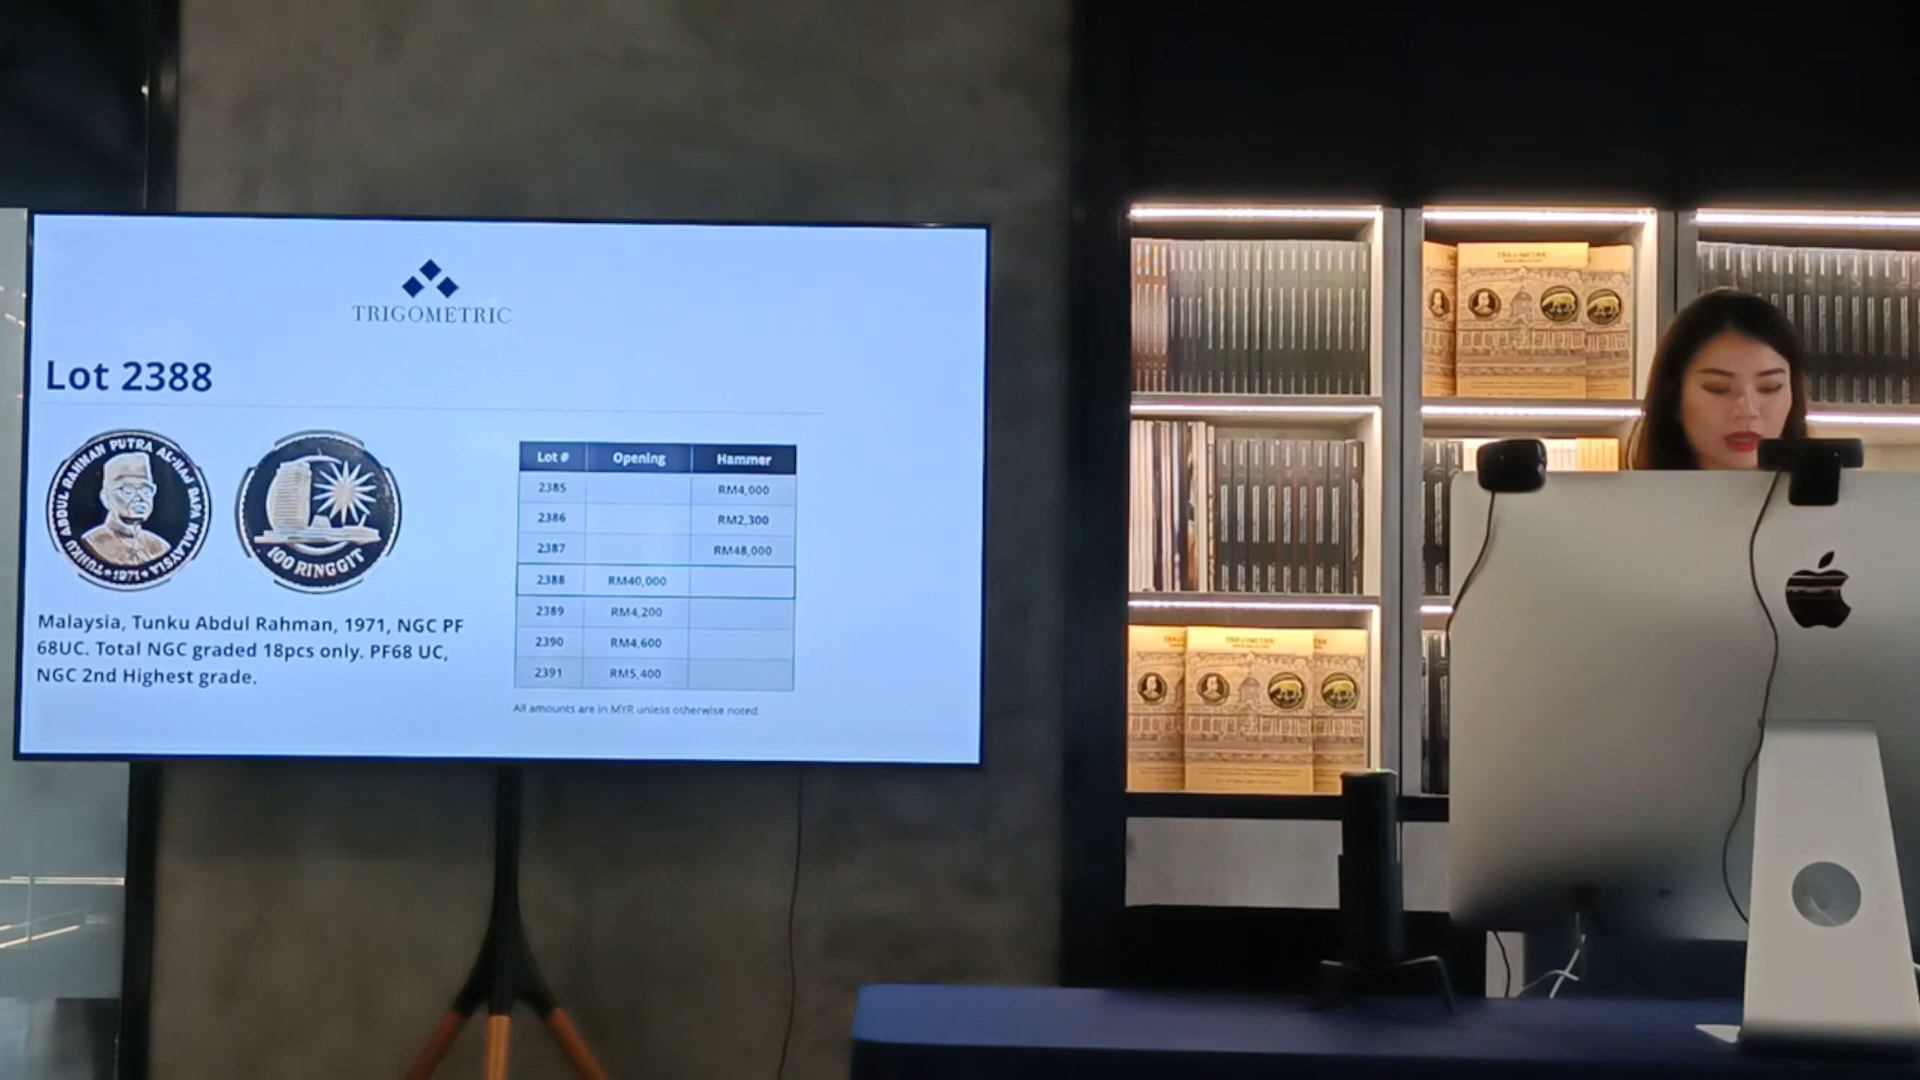 TRIGOMETRIC
Lot 2388
TUNKU ABDUL RAHMAN PUTRA AL-HAJ BAPA MALAYSIA
1971
100 RINGGIT
Malaysia, Tunku Abdul Rahman, 1971, NGC PF
68UC. Total NGC graded 18pcs only. PF68 UC,
NGC 2nd Highest grade.
Lot # Opening Hammer
2385 RM4,000
2386 RM2,300
2387 RM48,000
2388 RM40,000
2389 RM4,200
2390 RM4,600
2391 RM5,400
All amounts are in MYR unless otherwise noted.
TRIGOMETRIC
TRIGOMETRIC